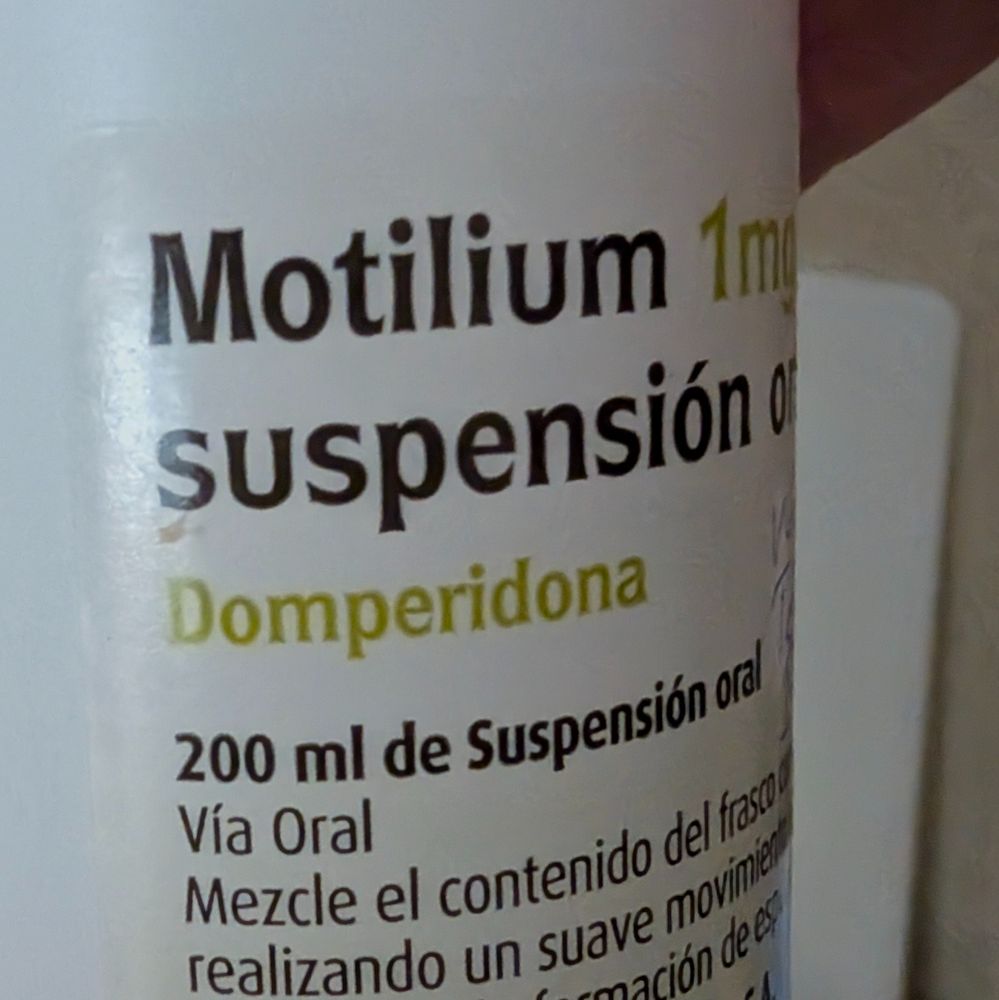 Motilium 1mg
suspensión
Domperidona
200 ml de Suspensión oral
Vía Oral
Mezcle el contenido del frasco
realizando un suave
de